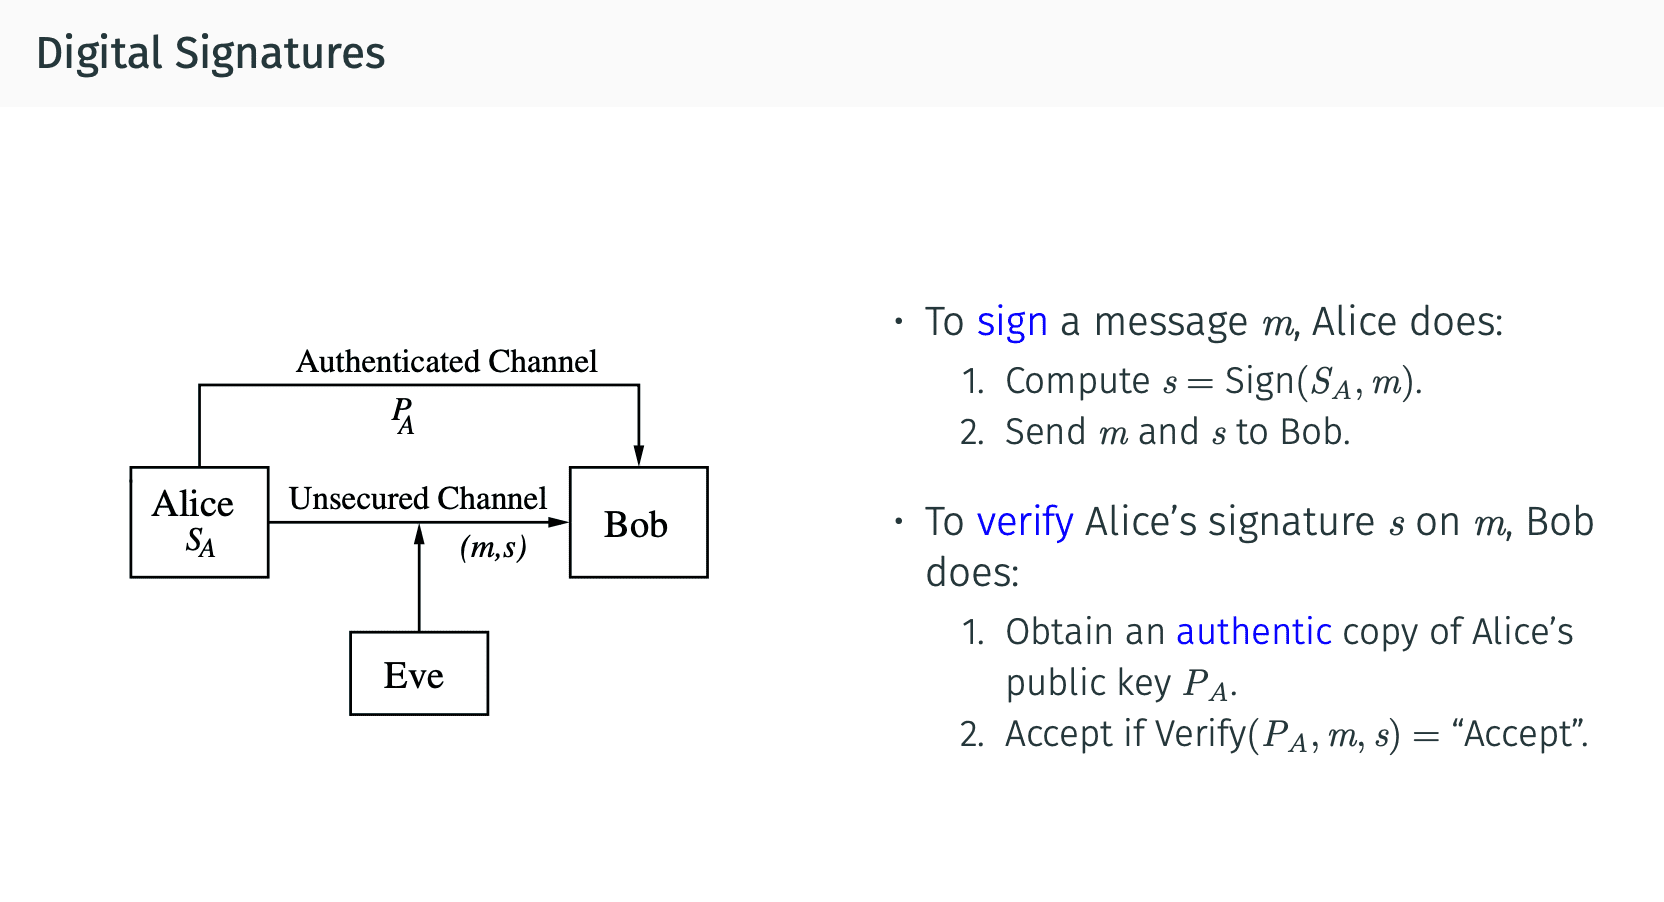 Digital Signatures
Authenticated Channel
P_A
Alice
S_A
Unsecured Channel
(m,s)
Bob
Eve
· To sign a message m, Alice does:
1. Compute s = Sign(S_A, m).
2. Send m and s to Bob.
· To verify Alice’s signature s on m, Bob
does:
1. Obtain an authentic copy of Alice’s
public key P_A.
2. Accept if Verify(P_A, m, s) = “Accept”.